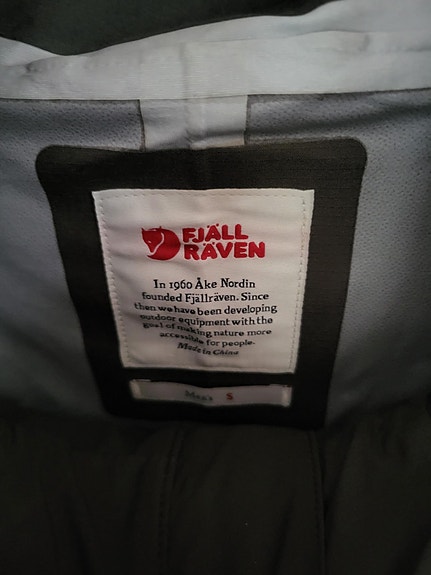 FJÄLL
RÄVEN
In 1960 Åke Nordin
founded Fjällräven. Since
then we have been developing
outdoor equipment with the
goal of making nature more
accessible for people.
Made in China
Men's S